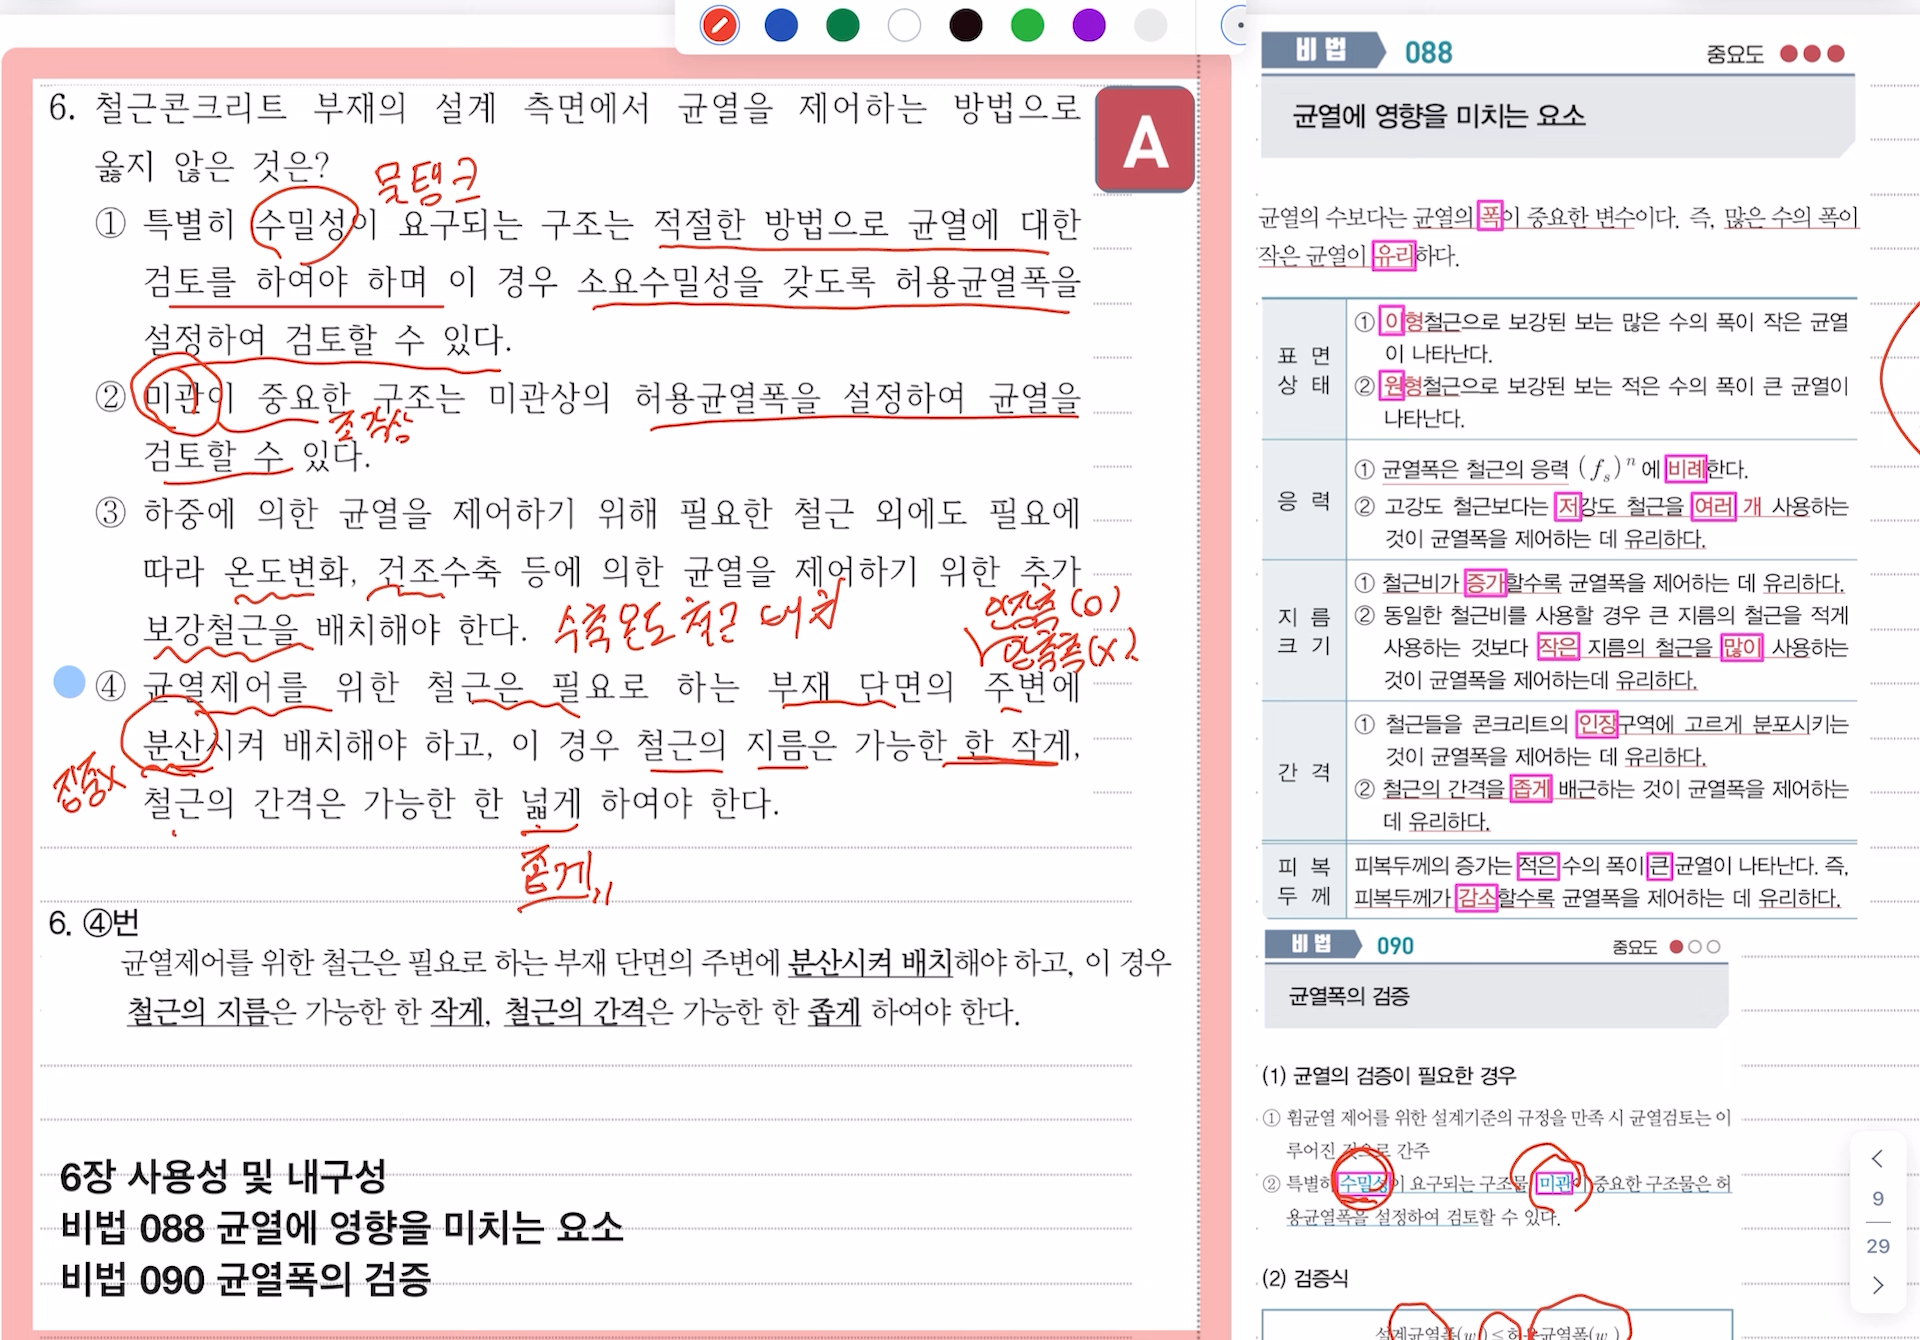 6. 철근콘크리트 부재의 설계 측면에서 균열을 제어하는 방법으로
옳지 않은 것은?
물탱크
A
① 특별히 수밀성이 요구되는 구조는 적절한 방법으로 균열에 대한
검토를 하여야 하며 이 경우 소요수밀성을 갖도록 허용균열폭을
설정하여 검토할 수 있다.
② 미관이 중요한 구조는 미관상의 허용균열폭을 설정하여 균열을
조각상
검토할 수 있다.
③ 하중에 의한 균열을 제어하기 위해 필요한 철근 외에도 필요에
따라 온도변화, 건조수축 등에 의한 균열을 제어하기 위한 추가
보강철근을 배치해야 한다.
수축온도철근 배치
인장측(O)
압축측(X)
④ 균열제어를 위한 철근은 필요로 하는 부재 단면의 주변에
분산시켜 배치해야 하고, 이 경우 철근의 지름은 가능한 한 작게,
집중X
철근의 간격은 가능한 한 넓게 하여야 한다.
좁게
6. ④번
균열제어를 위한 철근은 필요로 하는 부재 단면의 주변에 분산시켜 배치해야 하고, 이 경우
철근의 지름은 가능한 한 작게, 철근의 간격은 가능한 한 좁게 하여야 한다.
6장 사용성 및 내구성
비법 088 균열에 영향을 미치는 요소
비법 090 균열폭의 검증
비법 088 중요도
균열에 영향을 미치는 요소
균열의 수보다는 균열의 폭이 중요한 변수이다. 즉, 많은 수의 폭이
작은 균열이 유리하다.
표면
상태
① 이형철근으로 보강된 보는 많은 수의 폭이 작은 균열
이 나타난다.
② 원형철근으로 보강된 보는 적은 수의 폭이 큰 균열이
나타난다.
응력
① 균열폭은 철근의 응력 (fₛ)ⁿ 에 비례한다.
② 고강도 철근보다는 저강도 철근을 여러 개 사용하는
것이 균열폭을 제어하는 데 유리하다.
지름
크기
① 철근비가 증가할수록 균열폭을 제어하는 데 유리하다.
② 동일한 철근비를 사용할 경우 큰 지름의 철근을 적게
사용하는 것보다 작은 지름의 철근을 많이 사용하는
것이 균열폭을 제어하는데 유리하다.
간격
① 철근들을 콘크리트의 인장구역에 고르게 분포시키는
것이 균열폭을 제어하는 데 유리하다.
② 철근의 간격을 좁게 배근하는 것이 균열폭을 제어하는
데 유리하다.
피복
두께
피복두께의 증가는 적은 수의 폭이 큰 균열이 나타난다. 즉,
피복두께가 감소할수록 균열폭을 제어하는 데 유리하다.
비법 090 중요도
균열폭의 검증
(1) 균열의 검증이 필요한 경우
① 휨균열 제어를 위한 설계기준의 규정을 만족 시 균열검토는 이
루어진 것으로 간주
② 특별히 수밀성이 요구되는 구조물, 미관이 중요한 구조물은 허
용균열폭을 설정하여 검토할 수 있다.
(2) 검증식
설계균열폭(w ) ≤ 허용균열폭(w )
9
29